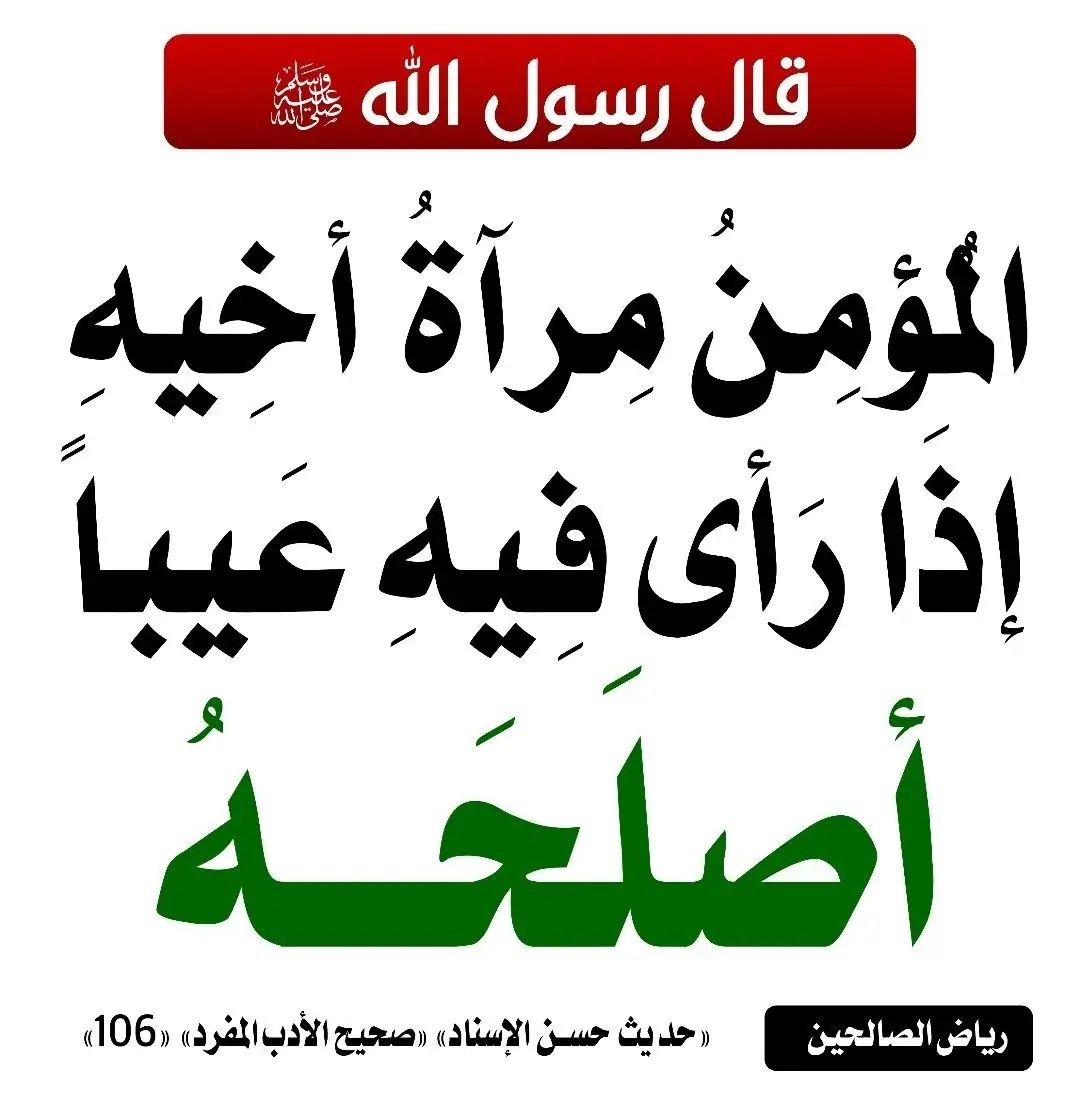 قال رسول الله ﷺ
المُؤمِنُ مِرآةُ أخِيهِ
إذَا رَأى فِيهِ عَيباً
أصلَحَهُ
رياض الصالحين
«حديث حسن الإسناد» «صحيح الأدب المفرد» «106»